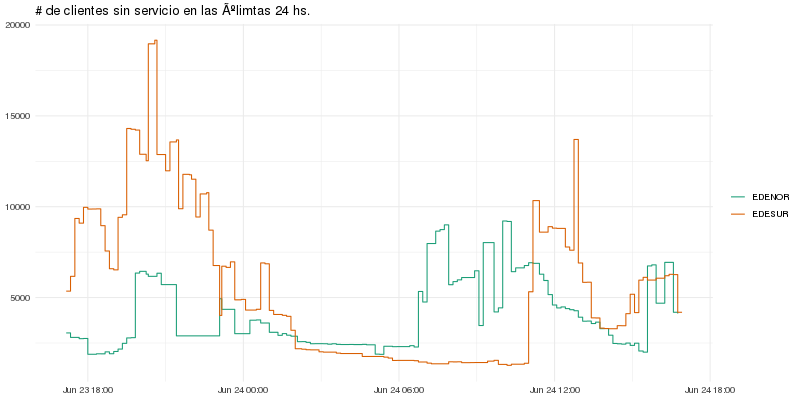 # de clientes sin servicio en las Ãºlimtas 24 hs.
20000
15000
10000
5000
EDENOR
EDESUR
Jun 23 18:00
Jun 24 00:00
Jun 24 06:00
Jun 24 12:00
Jun 24 18:00